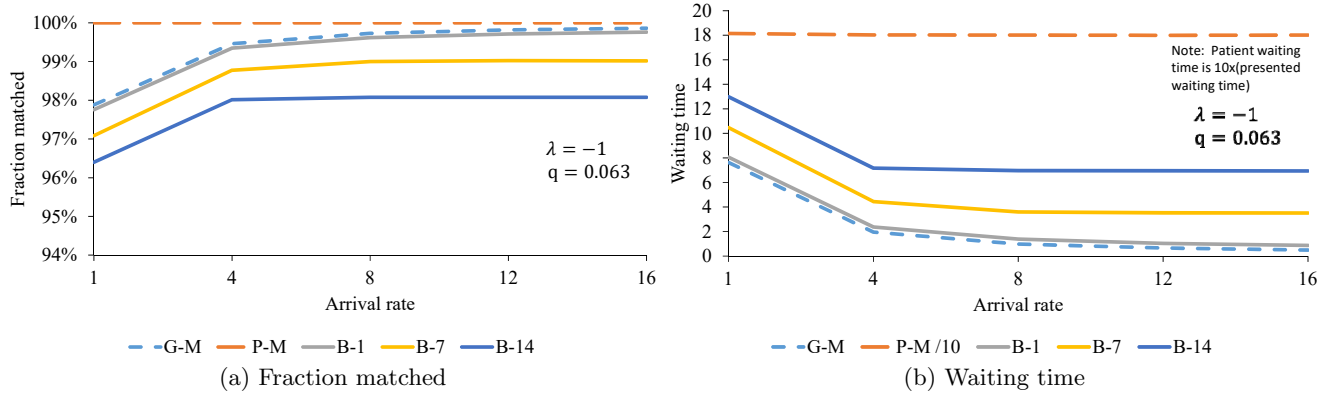 100%
99%
98%
97%
96%
95%
94%
Fraction matched
λ = −1
q = 0.063
1 4 8 12 16
Arrival rate
G-M P-M B-1 B-7 B-14
(a) Fraction matched
20
18
16
14
12
10
8
6
4
2
0
Waiting time
Note: Patient waiting
time is 10x(presented
waiting time)
λ = −1
q = 0.063
1 4 8 12 16
Arrival rate
G-M P-M /10 B-1 B-7 B-14
(b) Waiting time